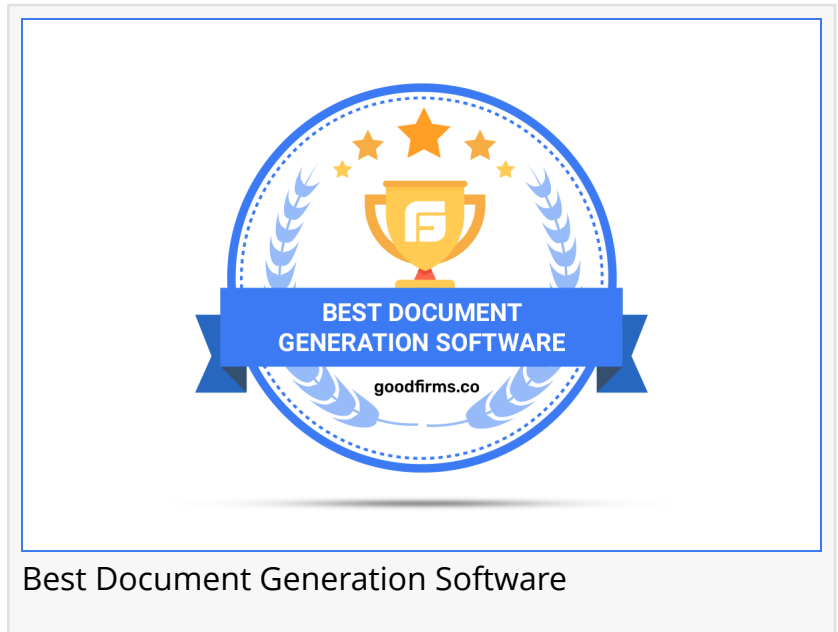 BEST DOCUMENT
GENERATION SOFTWARE
goodfirms.co
Best Document Generation Software